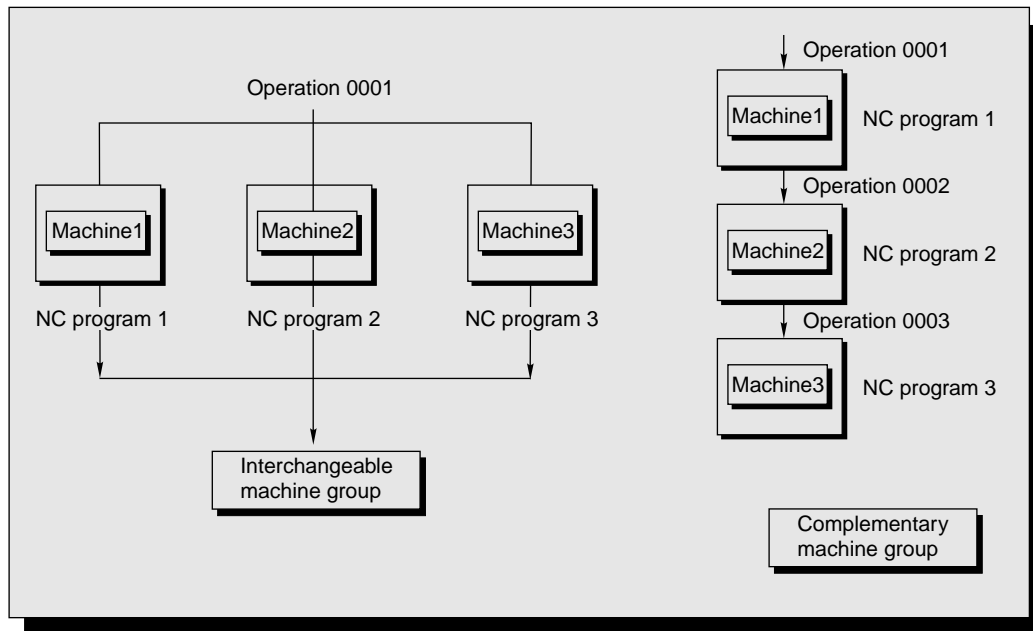 Operation 0001
Machine1
Machine2
Machine3
NC program 1
NC program 2
NC program 3
Interchangeable
machine group
Operation 0001
Machine1
NC program 1
Operation 0002
Machine2
NC program 2
Operation 0003
Machine3
NC program 3
Complementary
machine group